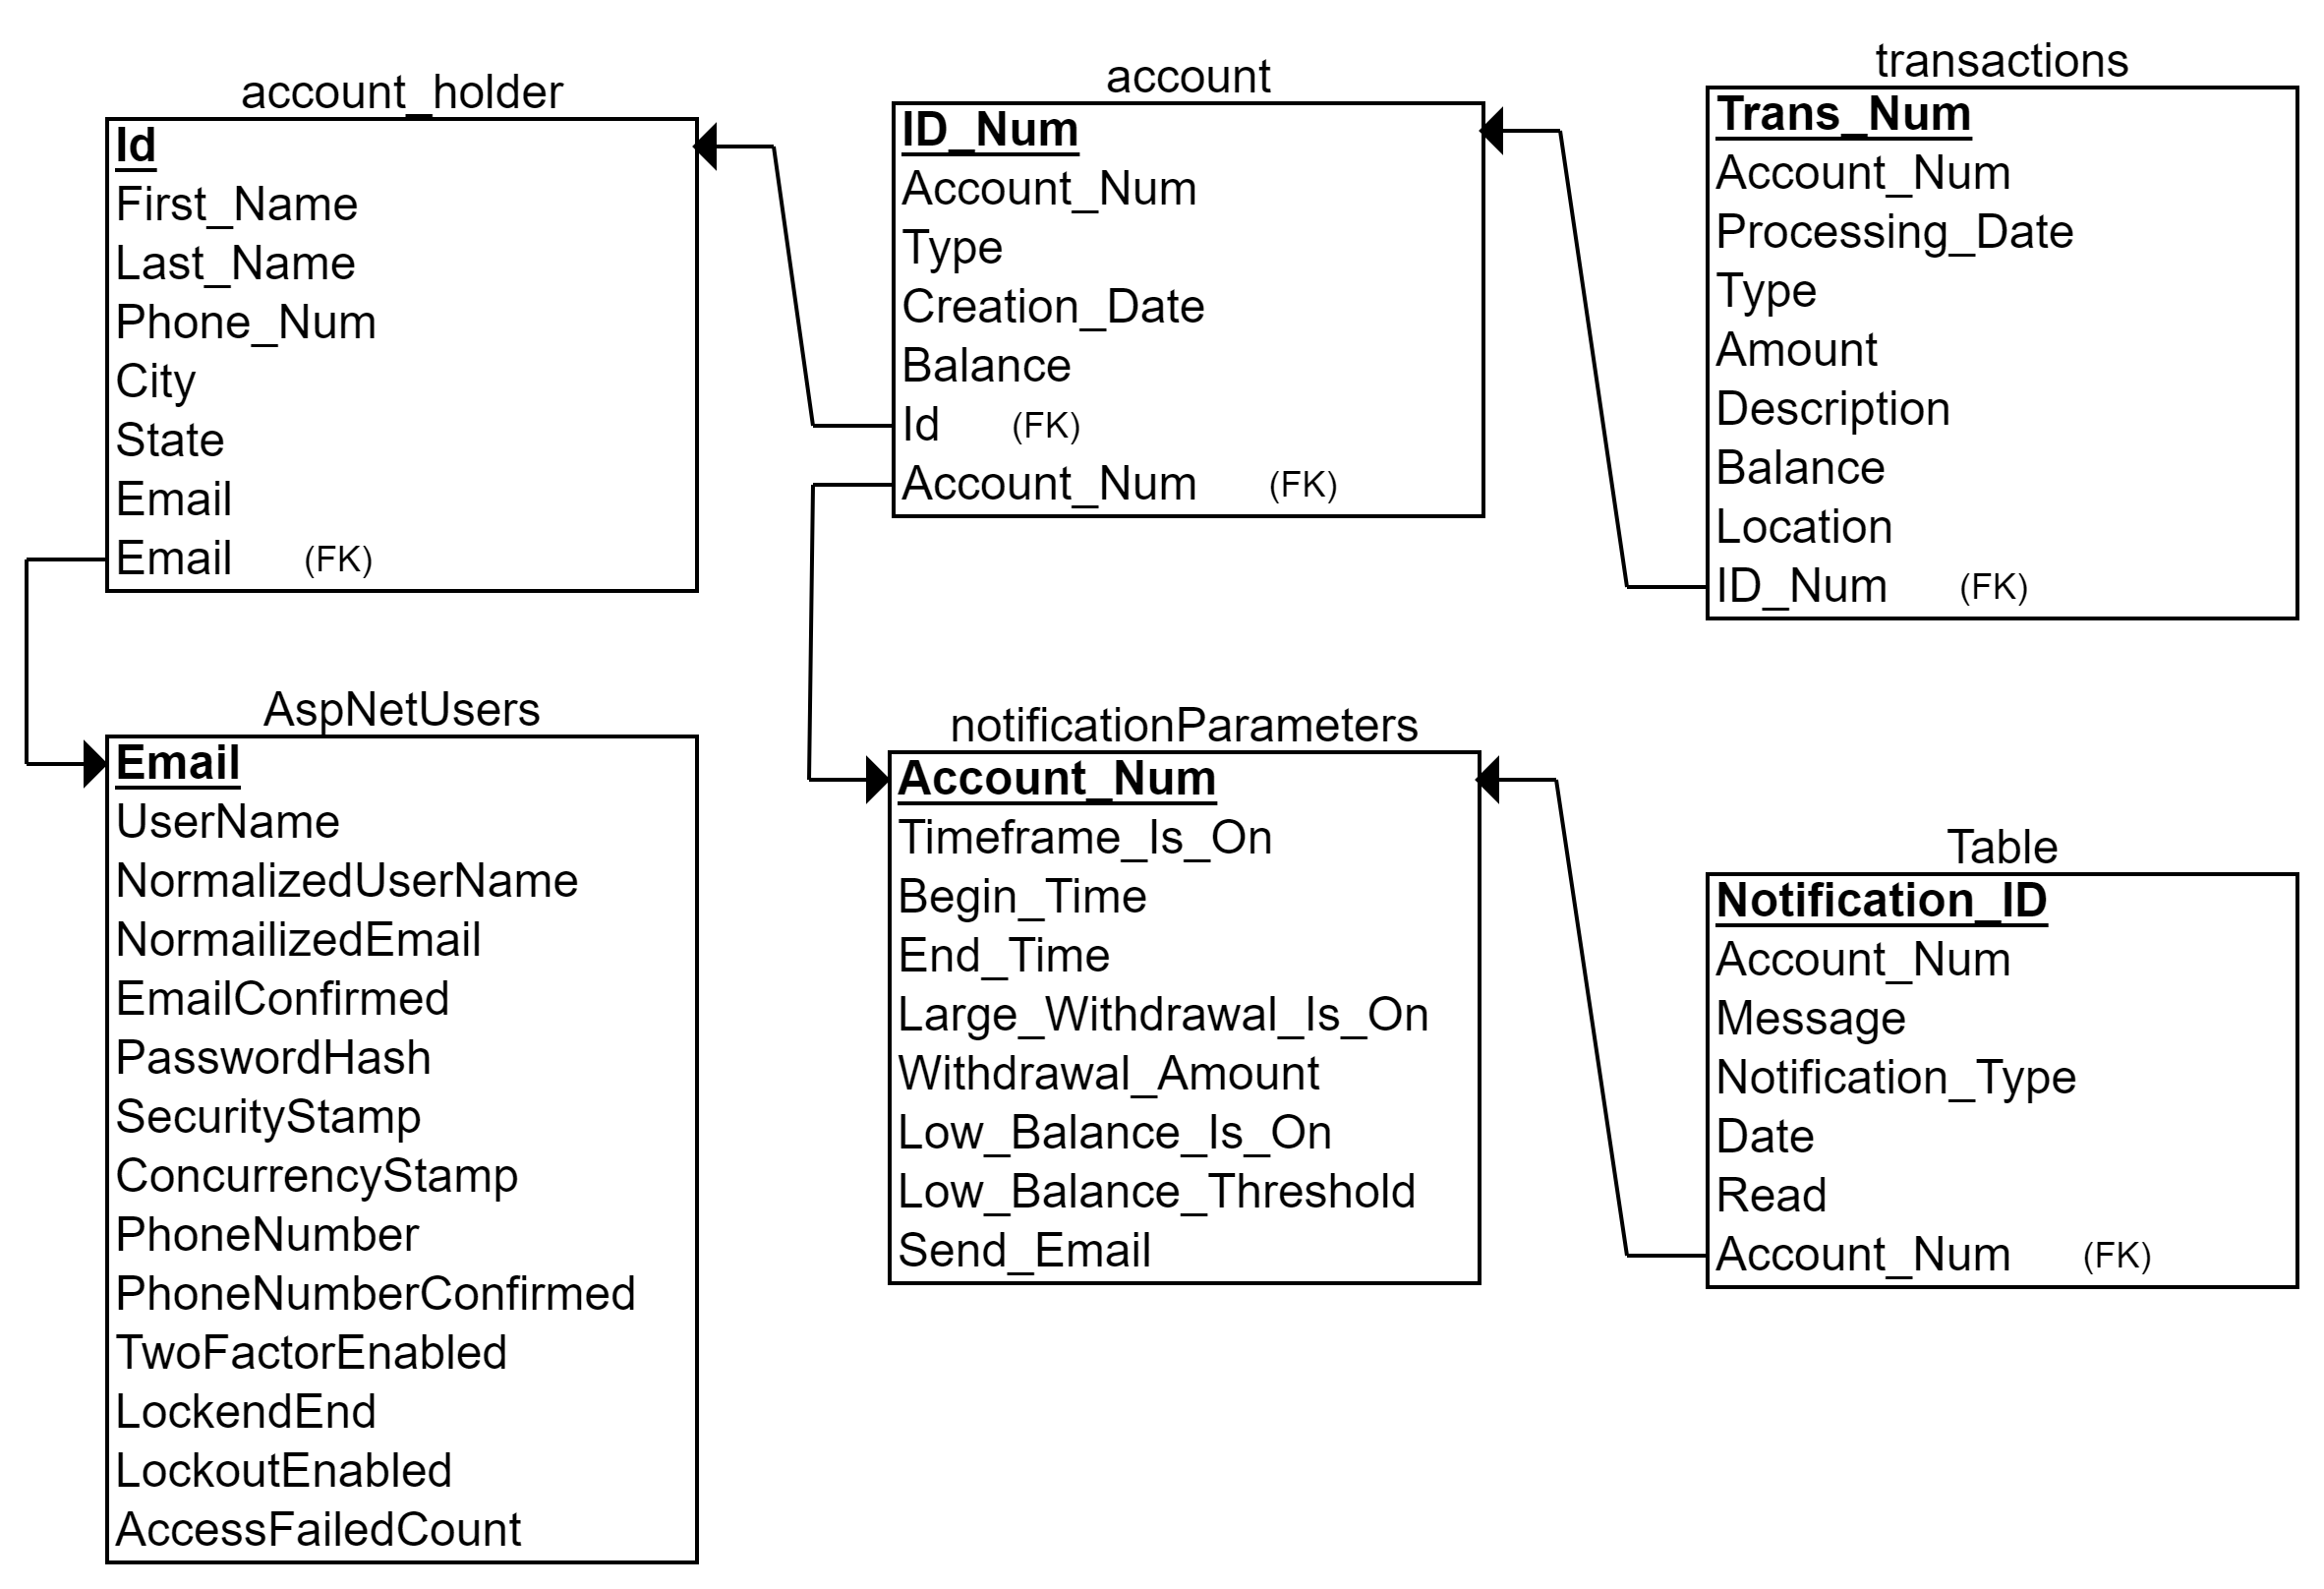 account_holder
Id
First_Name
Last_Name
Phone_Num
City
State
Email
Email (FK)
account
ID_Num
Account_Num
Type
Creation_Date
Balance
Id (FK)
Account_Num (FK)
transactions
Trans_Num
Account_Num
Processing_Date
Type
Amount
Description
Balance
Location
ID_Num (FK)
AspNetUsers
Email
UserName
NormalizedUserName
NormailizedEmail
EmailConfirmed
PasswordHash
SecurityStamp
ConcurrencyStamp
PhoneNumber
PhoneNumberConfirmed
TwoFactorEnabled
LockendEnd
LockoutEnabled
AccessFailedCount
notificationParameters
Account_Num
Timeframe_Is_On
Begin_Time
End_Time
Large_Withdrawal_Is_On
Withdrawal_Amount
Low_Balance_Is_On
Low_Balance_Threshold
Send_Email
Table
Notification_ID
Account_Num
Message
Notification_Type
Date
Read
Account_Num (FK)